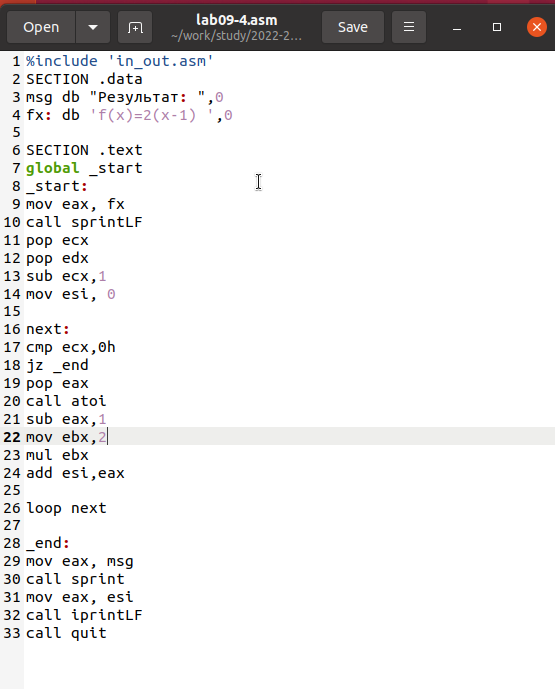 Open
lab09-4.asm
~/work/study/2022-2...
Save
1 %include 'in_out.asm'
2 SECTION .data
3 msg db "Результат: ",0
4 fx: db 'f(x)=2(x-1) ',0
5
6 SECTION .text
7 global _start
8 _start:
9 mov eax, fx
10 call sprintLF
11 pop ecx
12 pop edx
13 sub ecx,1
14 mov esi, 0
15
16 next:
17 cmp ecx,0h
18 jz _end
19 pop eax
20 call atoi
21 sub eax,1
22 mov ebx,2
23 mul ebx
24 add esi,eax
25
26 loop next
27
28 _end:
29 mov eax, msg
30 call sprint
31 mov eax, esi
32 call iprintLF
33 call quit